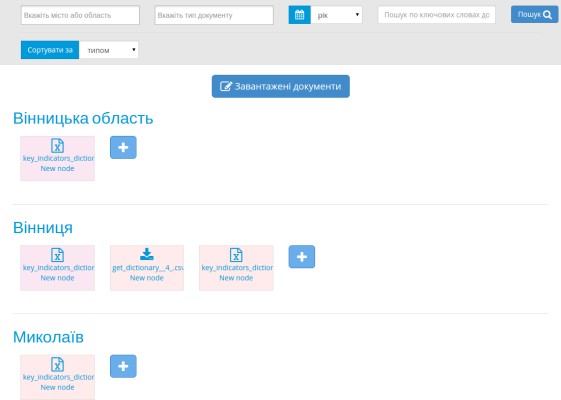 Вкажіть місто або область
Вкажіть тип документу
рік
Пошук по ключових словах до
Пошук
Сортувати за
типом
Завантажені документи
Вінницька область
key_indicators_diction
New node
Вінниця
key_indicators_diction
New node
get_dictionary__4_.csv
New node
key_indicators_diction
New node
Миколаїв
key_indicators_diction
New node